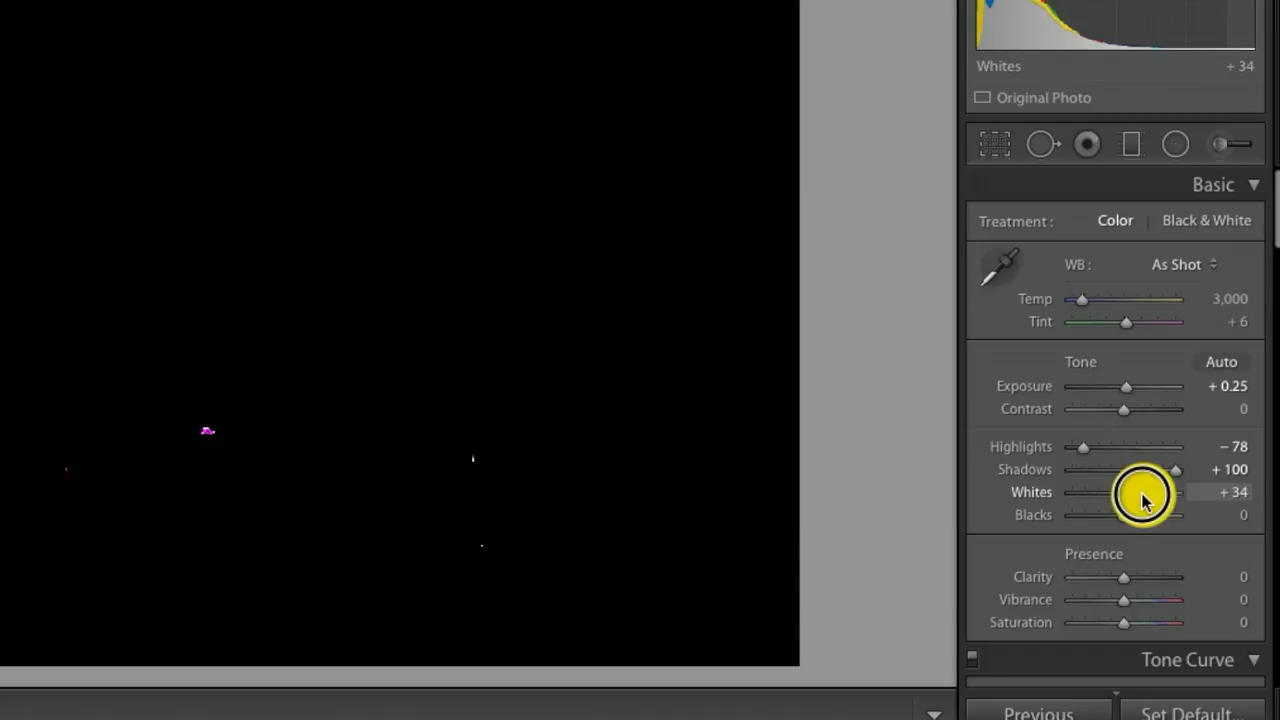 Whites + 34
Original Photo
Basic
Treatment : Color | Black & White
WB : As Shot
Temp 3,000
Tint + 6
Tone Auto
Exposure + 0.25
Contrast 0
Highlights − 78
Shadows + 100
Whites + 34
Blacks 0
Presence
Clarity 0
Vibrance 0
Saturation 0
Tone Curve
Previous Set Default...